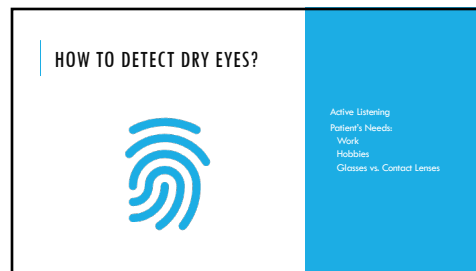 HOW TO DETECT DRY EYES?
Active Listening
Patient's Needs:
Work
Hobbies
Glasses vs. Contact Lenses